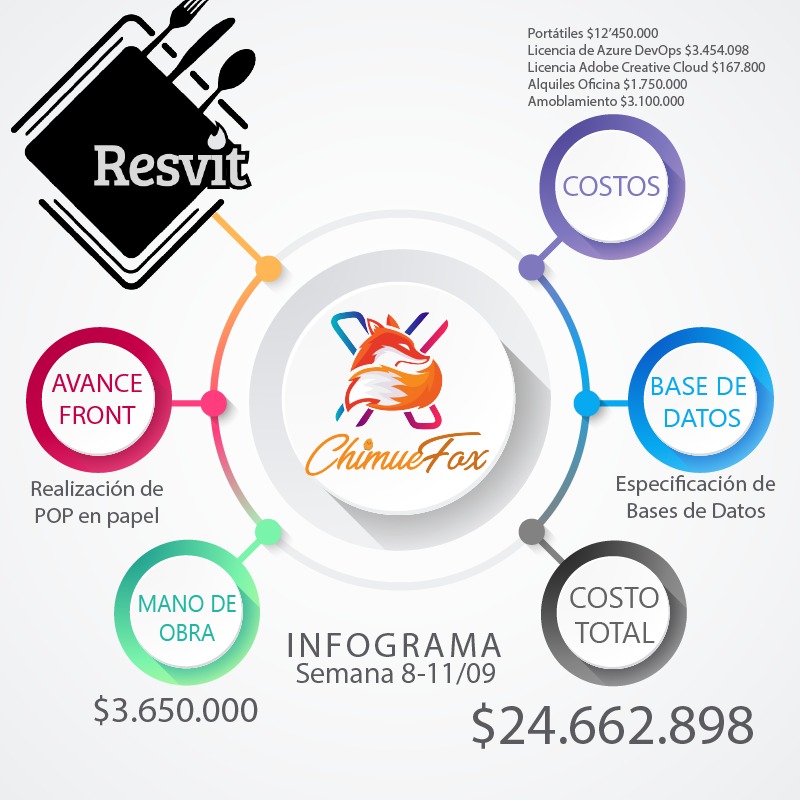 Resvit
Portátiles $12'450.000
Licencia de Azure DevOps $3.454.098
Licencia Adobe Creative Cloud $167.800
Alquiles Oficina $1.750.000
Amoblamiento $3.100.000
COSTOS
AVANCE
FRONT
Realización de
POP en papel
ChimueFox
BASE DE
DATOS
Especificación de
Bases de Datos
MANO DE
OBRA
$3.650.000
INFOGRAMA
Semana 8-11/09
COSTO
TOTAL
$24.662.898